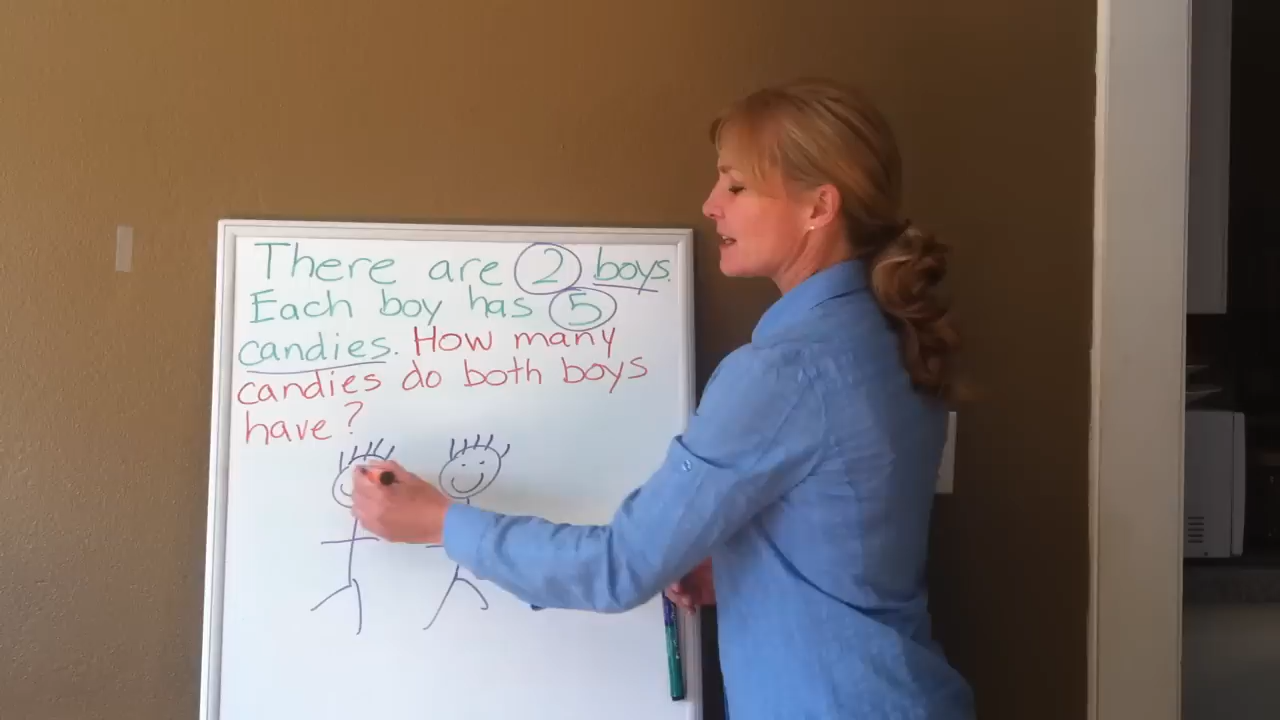 There are 2 boys.
Each boy has 5
candies. How many
candies do both boys
have?